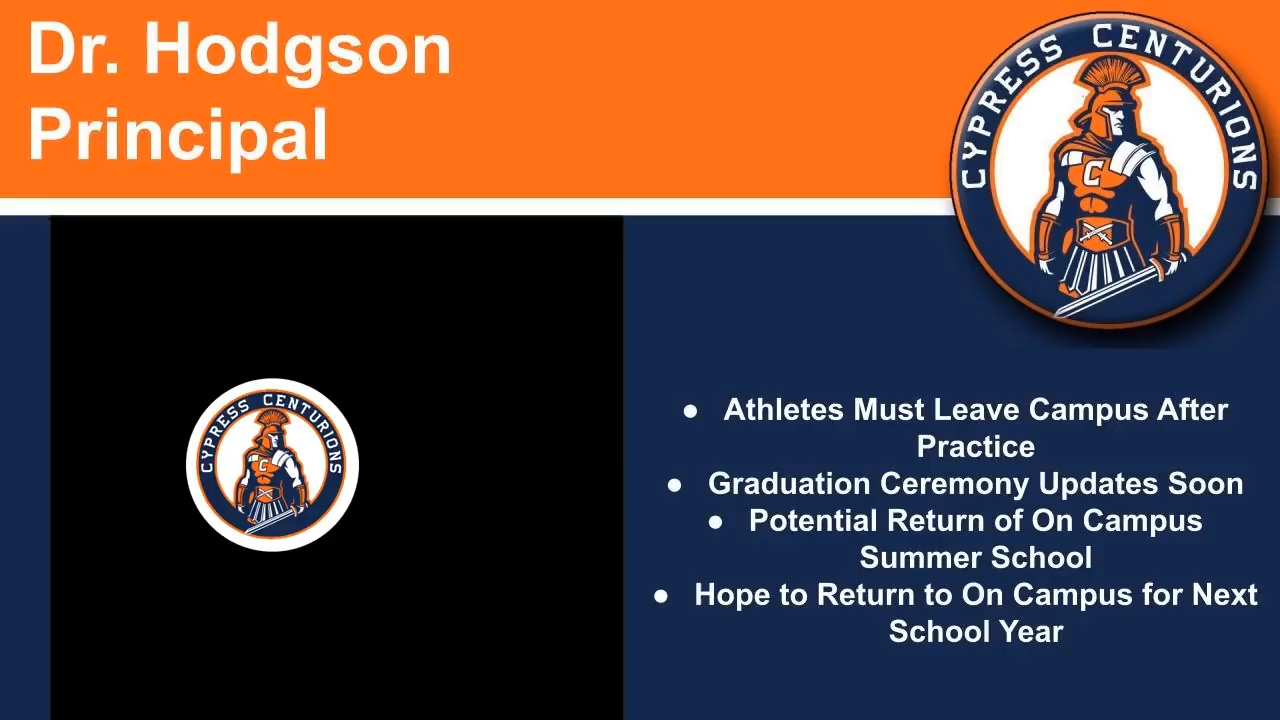 Dr. Hodgson
Principal
CYPRESS CENTURIONS
C
CYPRESS CENTURIONS
C
● Athletes Must Leave Campus After
Practice
● Graduation Ceremony Updates Soon
● Potential Return of On Campus
Summer School
● Hope to Return to On Campus for Next
School Year